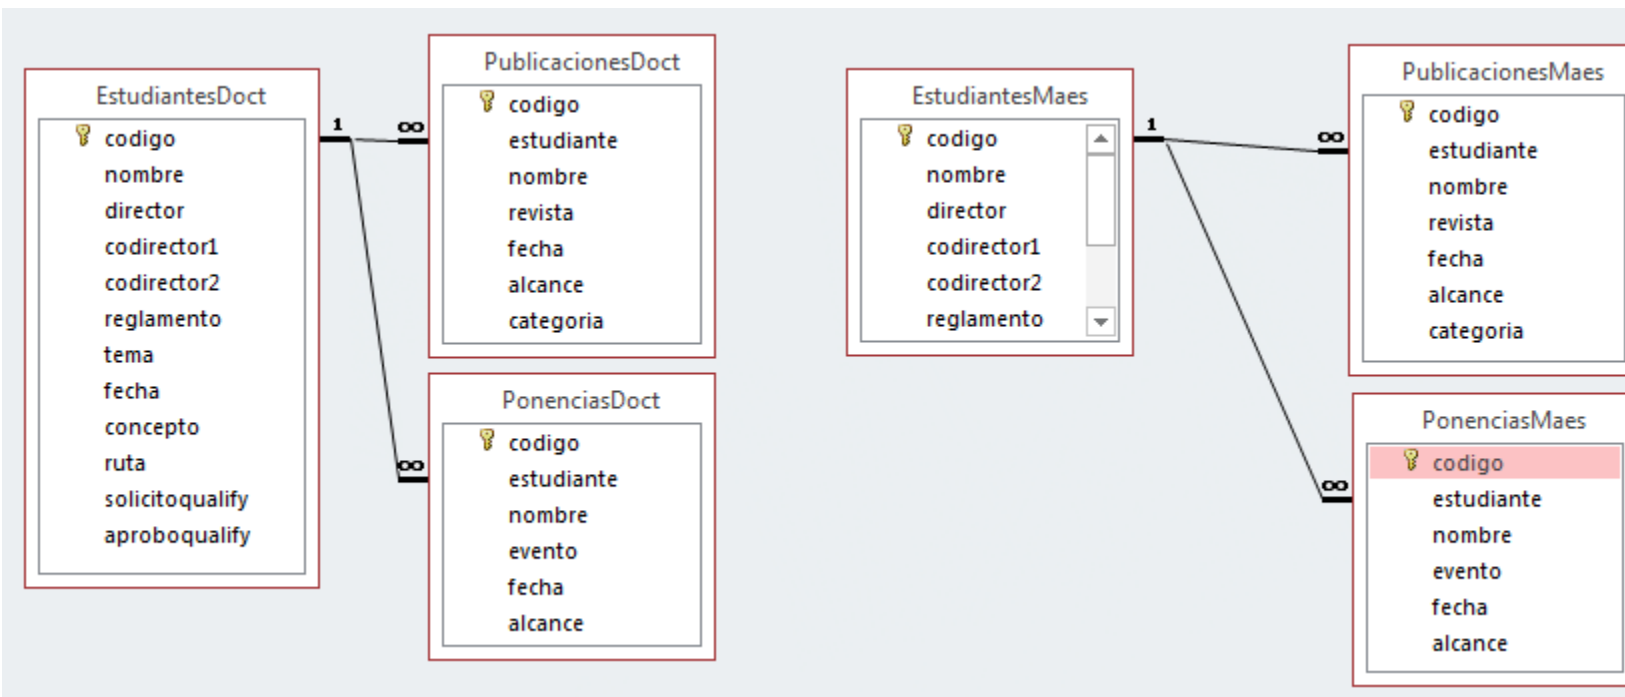 EstudiantesDoct
codigo
nombre
director
codirector1
codirector2
reglamento
tema
fecha
concepto
ruta
solicitoqualify
aproboqualify
1
∞
∞
PublicacionesDoct
codigo
estudiante
nombre
revista
fecha
alcance
categoria
PonenciasDoct
codigo
estudiante
nombre
evento
fecha
alcance
EstudiantesMaes
codigo
nombre
director
codirector1
codirector2
reglamento
1
∞
∞
PublicacionesMaes
codigo
estudiante
nombre
revista
fecha
alcance
categoria
PonenciasMaes
codigo
estudiante
nombre
evento
fecha
alcance